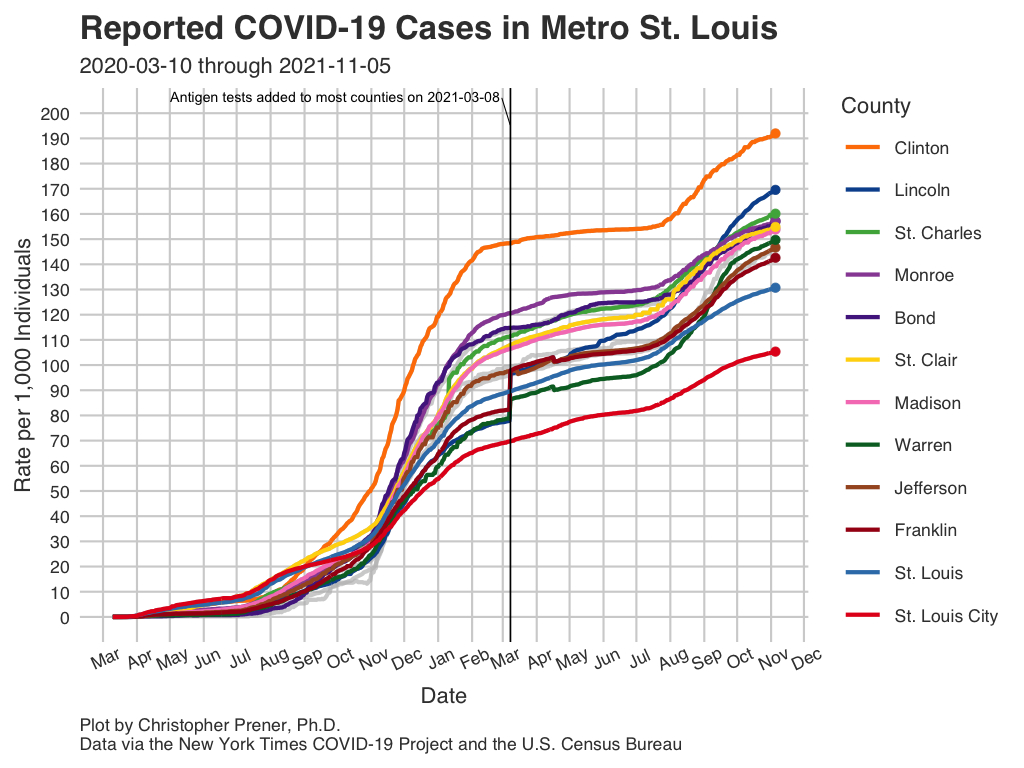 Reported COVID-19 Cases in Metro St. Louis
2020-03-10 through 2021-11-05
Antigen tests added to most counties on 2021-03-08
Rate per 1,000 Individuals
200
190
180
170
160
150
140
130
120
110
100
90
80
70
60
50
40
30
20
10
0
Mar Apr May Jun Jul Aug Sep Oct Nov Dec Jan Feb Mar Apr May Jun Jul Aug Sep Oct Nov Dec
Date
County
Clinton
Lincoln
St. Charles
Monroe
Bond
St. Clair
Madison
Warren
Jefferson
Franklin
St. Louis
St. Louis City
Plot by Christopher Prener, Ph.D.
Data via the New York Times COVID-19 Project and the U.S. Census Bureau